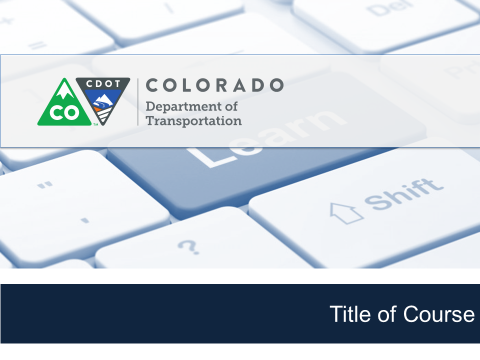 Del
CDOT
CO
COLORADO
Department of
Transportation
Learn
Shift
"
'
?
Title of Course